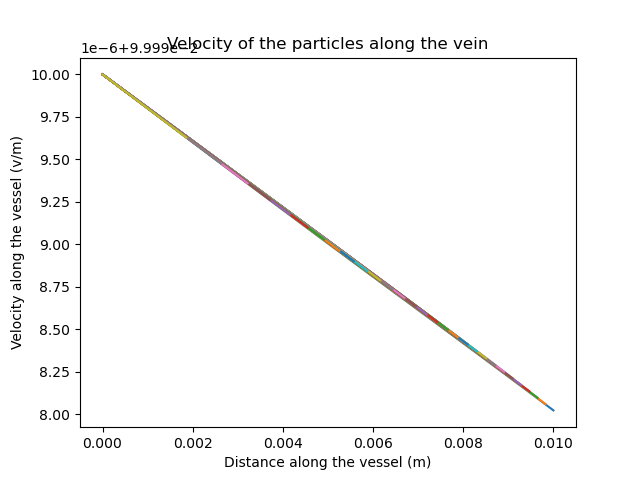 Velocity of the particles along the vein
1e−6+9.999e−2
10.00
9.75
9.50
9.25
9.00
8.75
8.50
8.25
8.00
Velocity along the vessel (v/m)
0.000 0.002 0.004 0.006 0.008 0.010
Distance along the vessel (m)